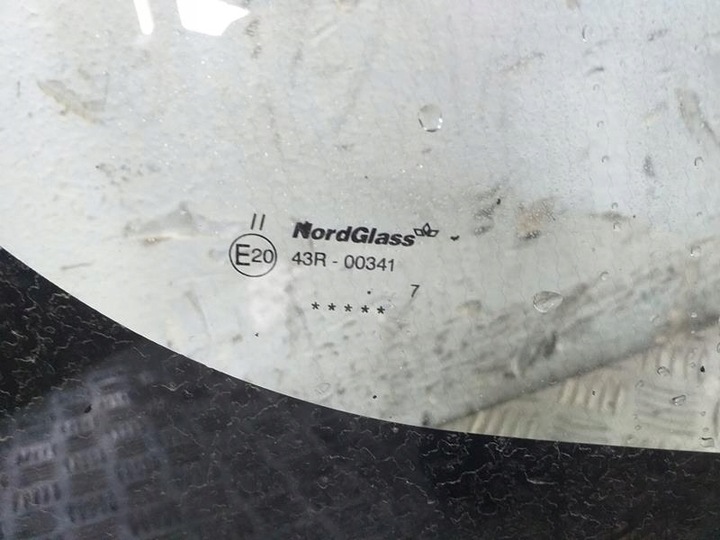 II
NordGlass
E20
43R - 00341
. 7
* * * * *